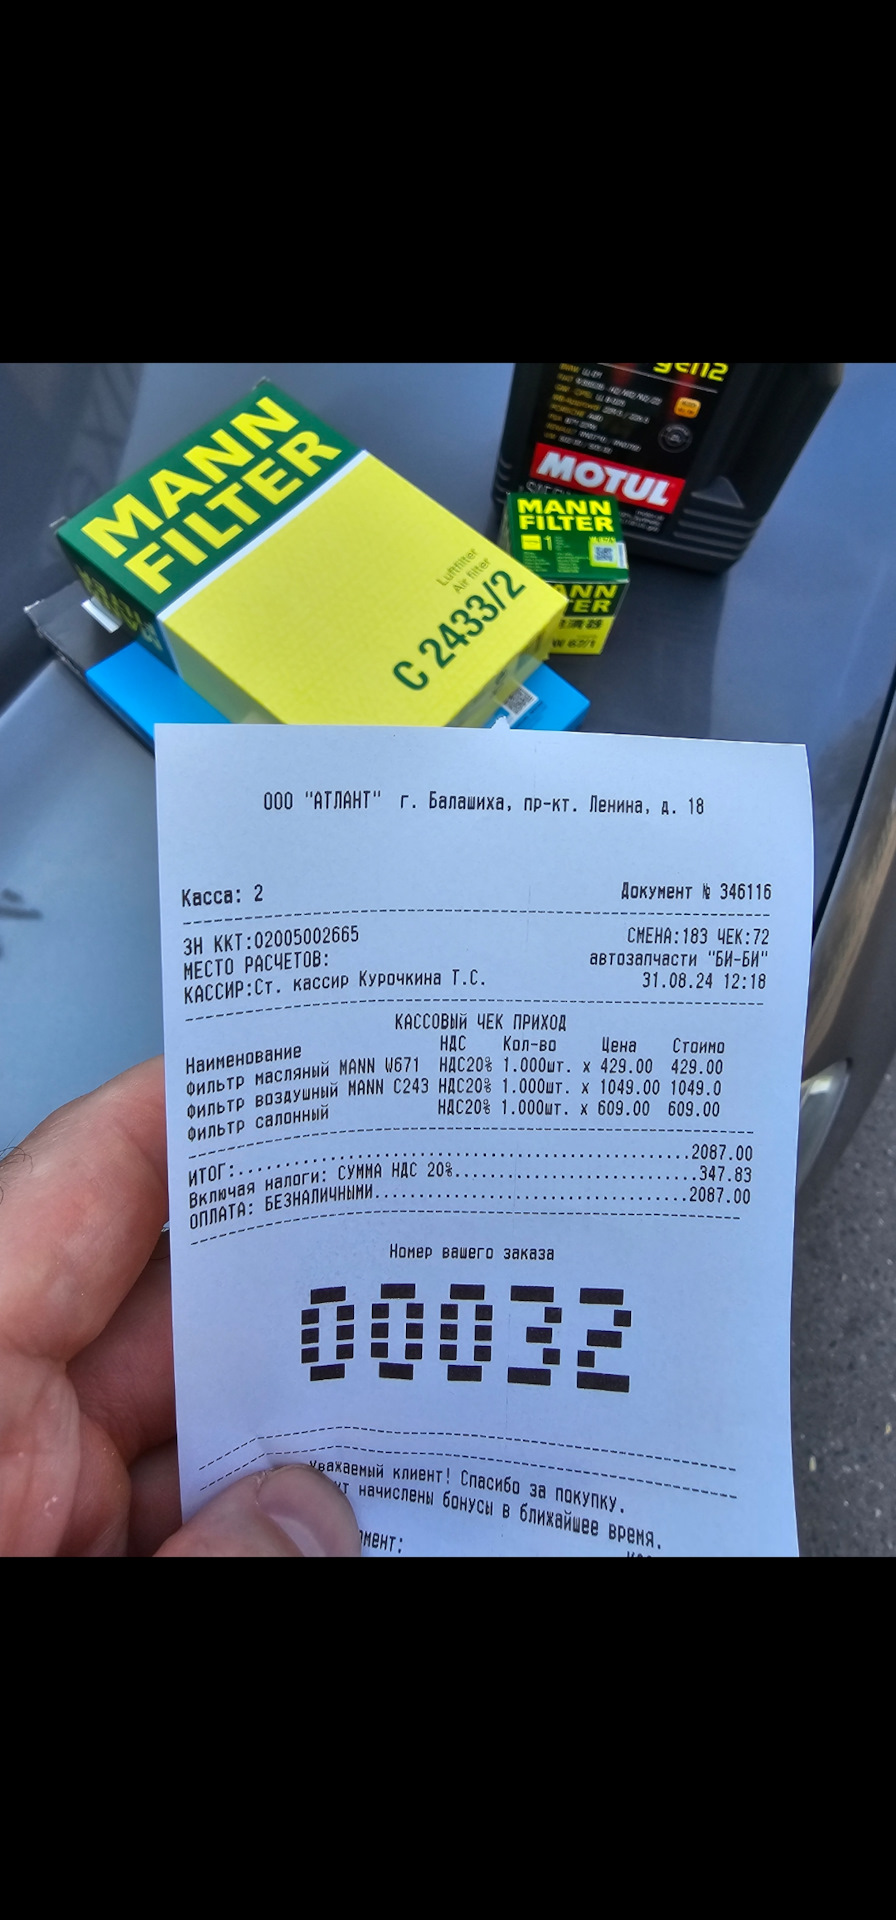 gen2
MOTUL
MANN
FILTER
Luftfilter
Air filter
C 2433/2
MANN
FILTER
ООО "АТЛАНТ" г. Балашиха, пр-кт. Ленина, д. 18
Касса: 2 Документ № 346116
ЗН ККТ:02005002665 СМЕНА:183 ЧЕК:72
МЕСТО РАСЧЕТОВ: автозапчасти "БИ-БИ"
КАССИР:Ст. кассир Курочкина Т.С. 31.08.24 12:18
КАССОВЫЙ ЧЕК ПРИХОД
Наименование НДС Кол-во Цена Стоимо
Фильтр масляный MANN W671 НДС20% 1.000шт. x 429.00 429.00
Фильтр воздушный MANN C243 НДС20% 1.000шт. x 1049.00 1049.0
Фильтр салонный НДС20% 1.000шт. x 609.00 609.00
ИТОГ:...2087.00
Включая налоги: СУММА НДС 20%...347.83
ОПЛАТА: БЕЗНАЛИЧНЫМИ...2087.00
Номер вашего заказа
00032
Уважаемый клиент! Спасибо за покупку.
начислены бонусы в ближайшее время.